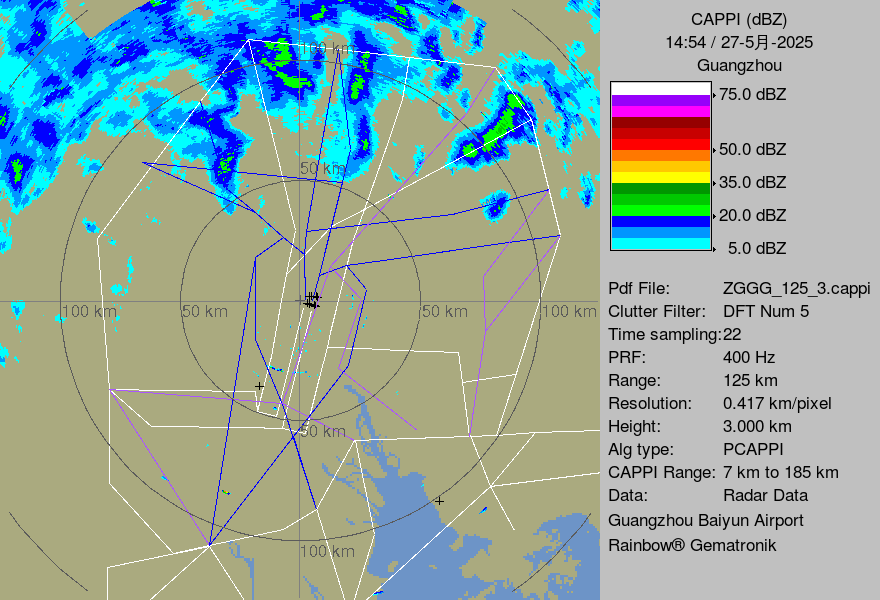 CAPPI (dBZ)
14:54 / 27-5月-2025
Guangzhou
75.0 dBZ
50.0 dBZ
35.0 dBZ
20.0 dBZ
5.0 dBZ
Pdf File: ZGGG_125_3.cappi
Clutter Filter: DFT Num 5
Time sampling:22
PRF: 400 Hz
Range: 125 km
Resolution: 0.417 km/pixel
Height: 3.000 km
Alg type: PCAPPI
CAPPI Range: 7 km to 185 km
Data: Radar Data
Guangzhou Baiyun Airport
Rainbow® Gematronik
100 km
50 km
100 km
50 km
50 km
100 km
50 km
100 km